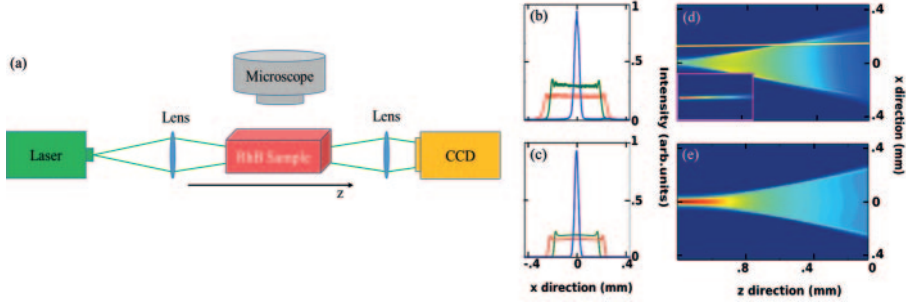 (a)
Microscope
Lens
Lens
Laser
RhB Sample
CCD
z
(b)
1
.5
0
(c)
1
.5
0
-.4
0
.4
x direction (mm)
Intensity (arb.units)
(d)
.4
0
.4
(e)
.4
0
.4
.8
.4
0
z direction (mm)
x direction (mm)